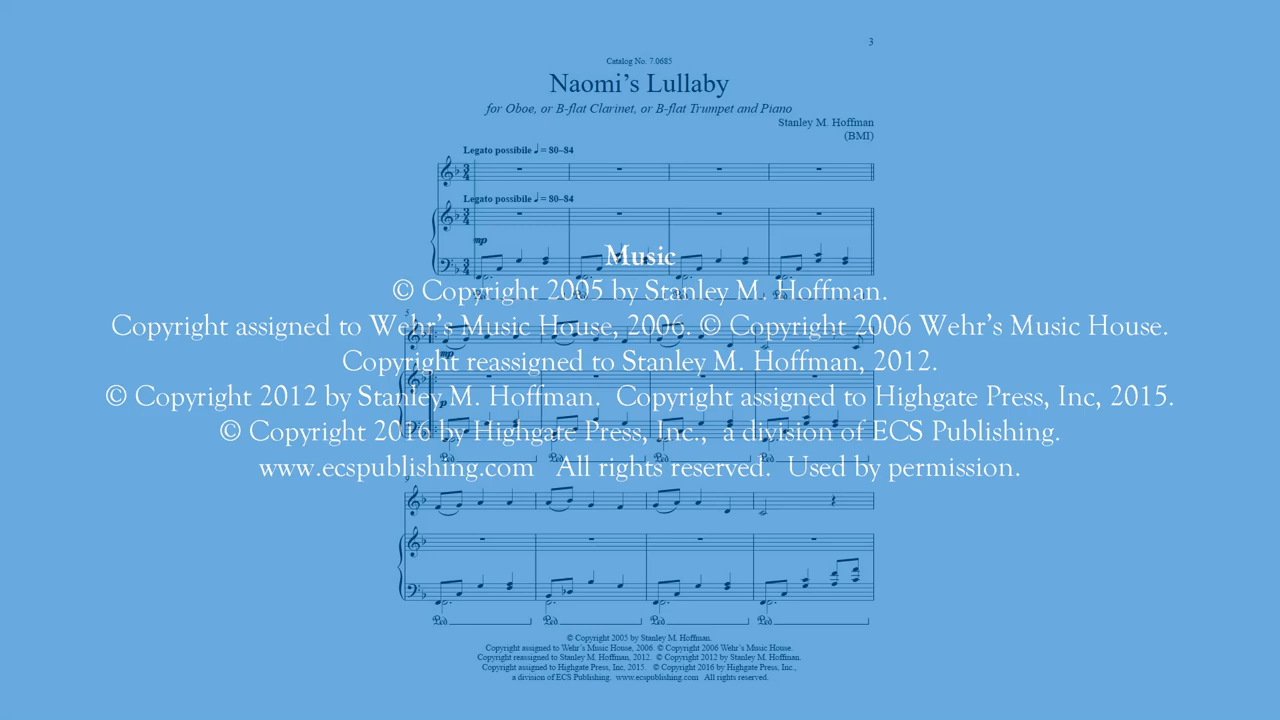 3
Catalog No. 7.0685
Naomi's Lullaby
for Oboe, or B-flat Clarinet, or B-flat Trumpet and Piano
Stanley M. Hoffman
(BMI)
Legato possibile ♩ = 80–84
Legato possibile ♩ = 80–84
mp
Music
© Copyright 2005 by Stanley M. Hoffman.
Copyright assigned to Wehr's Music House, 2006. © Copyright 2006 Wehr's Music House.
Copyright reassigned to Stanley M. Hoffman, 2012.
© Copyright 2012 by Stanley M. Hoffman.  Copyright assigned to Highgate Press, Inc, 2015.
© Copyright 2016 by Highgate Press, Inc.,  a division of ECS Publishing.
www.ecspublishing.com   All rights reserved.  Used by permission.
© Copyright 2005 by Stanley M. Hoffman.
Copyright assigned to Wehr's Music House, 2006. © Copyright 2006 Wehr's Music House.
Copyright reassigned to Stanley M. Hoffman, 2012.  © Copyright 2012 by Stanley M. Hoffman.
Copyright assigned to Highgate Press, Inc, 2015.   © Copyright 2016 by Highgate Press, Inc.,
a division of ECS Publishing.  www.ecspublishing.com   All rights reserved.